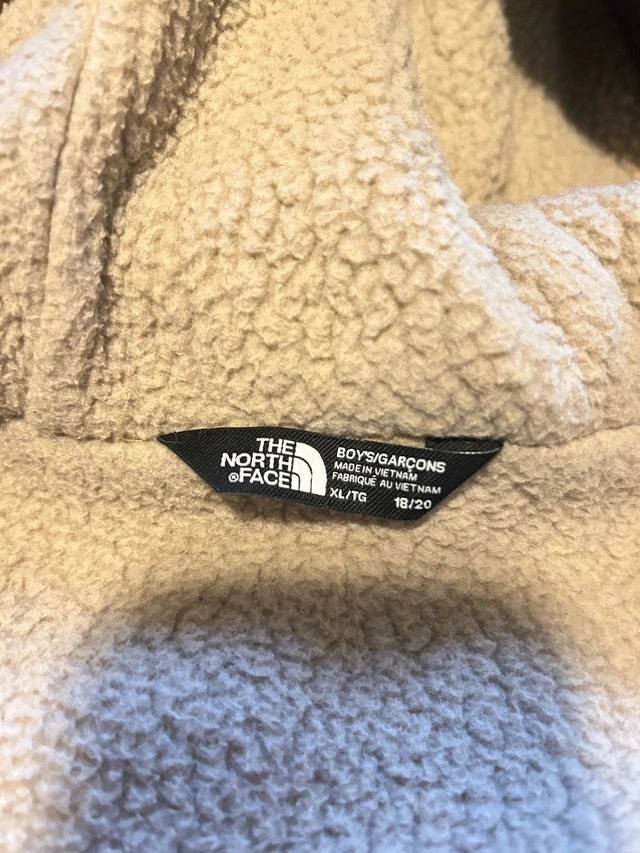 THE
NORTH
®FACE
BOYS/GARÇONS
MADE IN VIETNAM
FABRIQUÉ AU VIETNAM
XL/TG 18/20